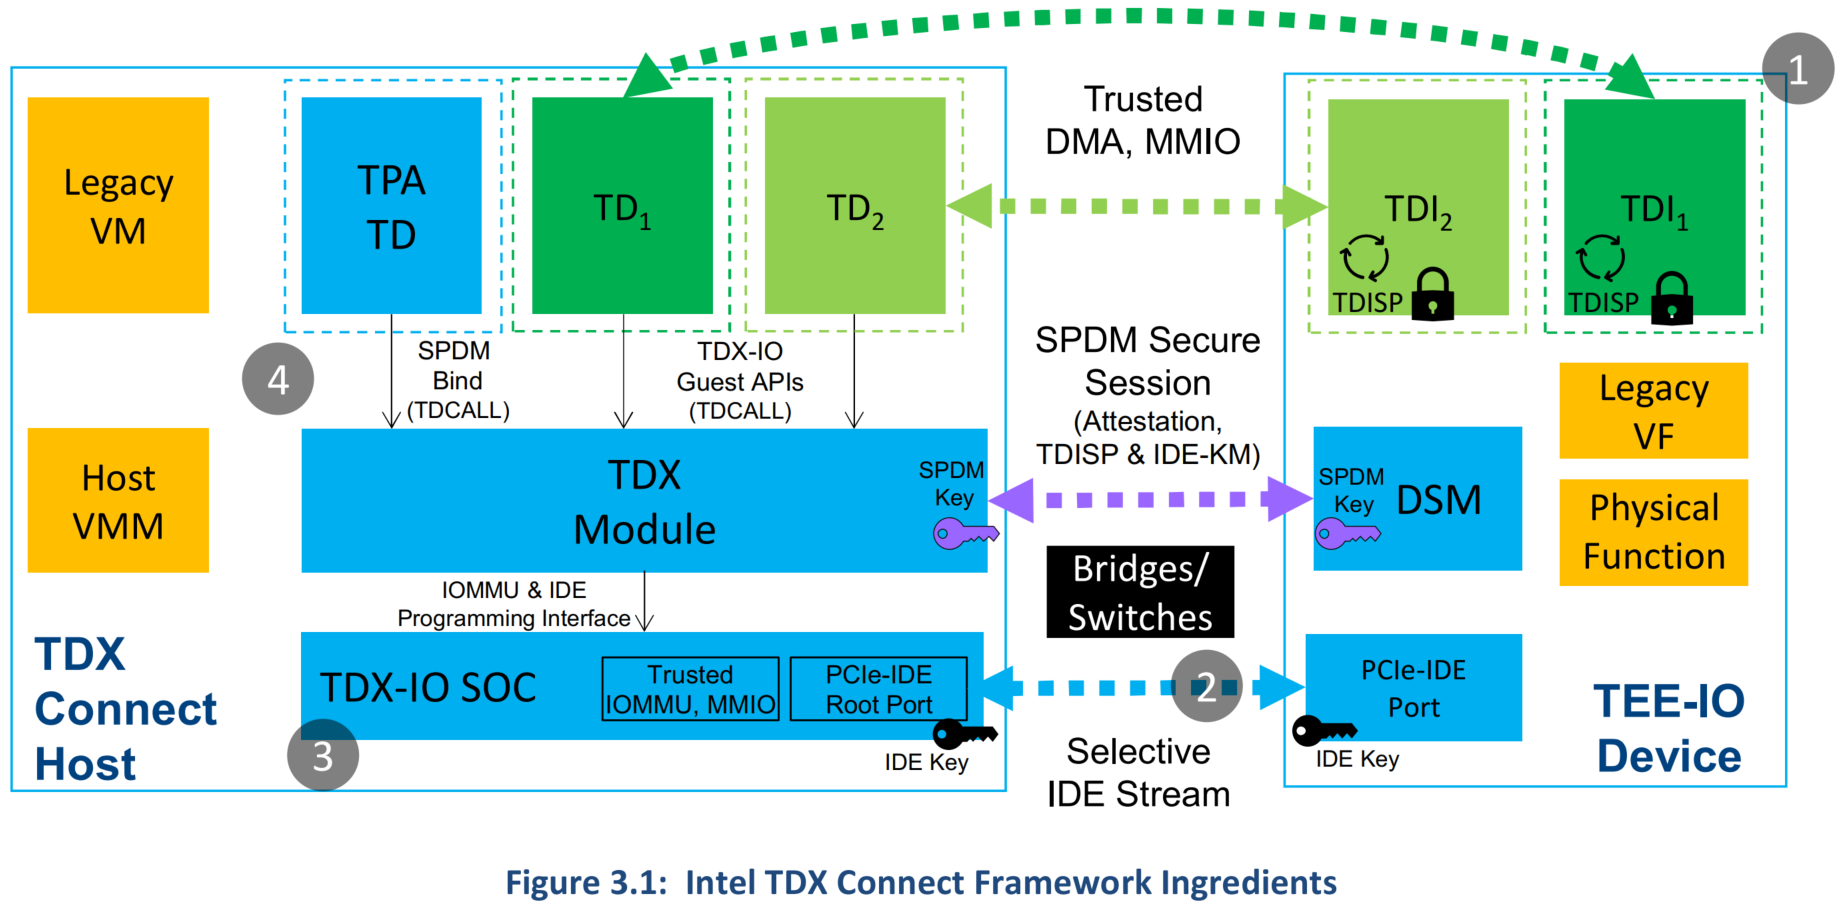 1
Legacy
VM
TPA
TD
TD1
TD2
Trusted
DMA, MMIO
TDI2
TDISP
TDI1
TDISP
4
SPDM
Bind
(TDCALL)
TDX-IO
Guest APIs
(TDCALL)
SPDM Secure
Session
(Attestation,
TDISP & IDE-KM)
Legacy
VF
Host
VMM
TDX
Module
SPDM
Key
SPDM
Key
DSM
Physical
Function
Bridges/
Switches
IOMMU & IDE
Programming Interface
TDX
Connect
Host
3
TDX-IO SOC
Trusted
IOMMU, MMIO
PCIe-IDE
Root Port
IDE Key
2
Selective
IDE Stream
PCIe-IDE
Port
IDE Key
TEE-IO
Device
Figure 3.1: Intel TDX Connect Framework Ingredients